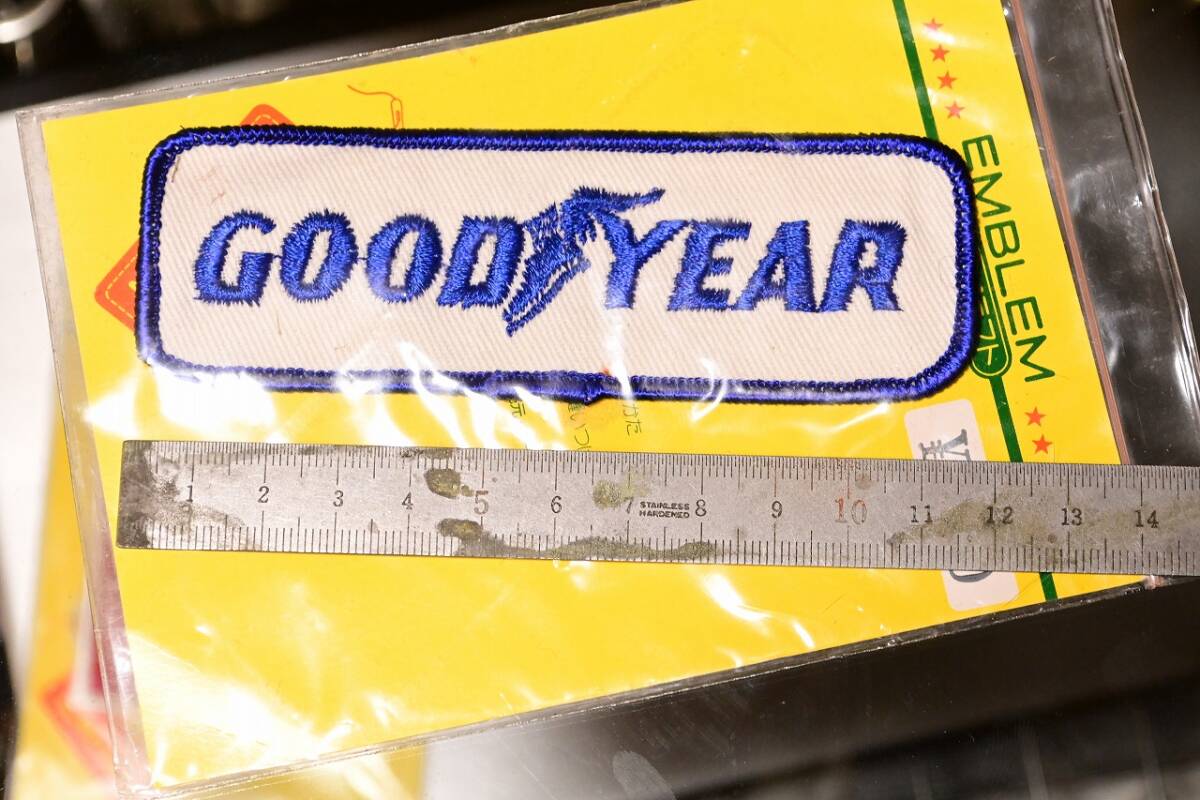 GOODYEAR
EMBLEM
1 2 3 4 5 6 7 8 9 10 11 12 13 14
STAINLESS
HARDENED